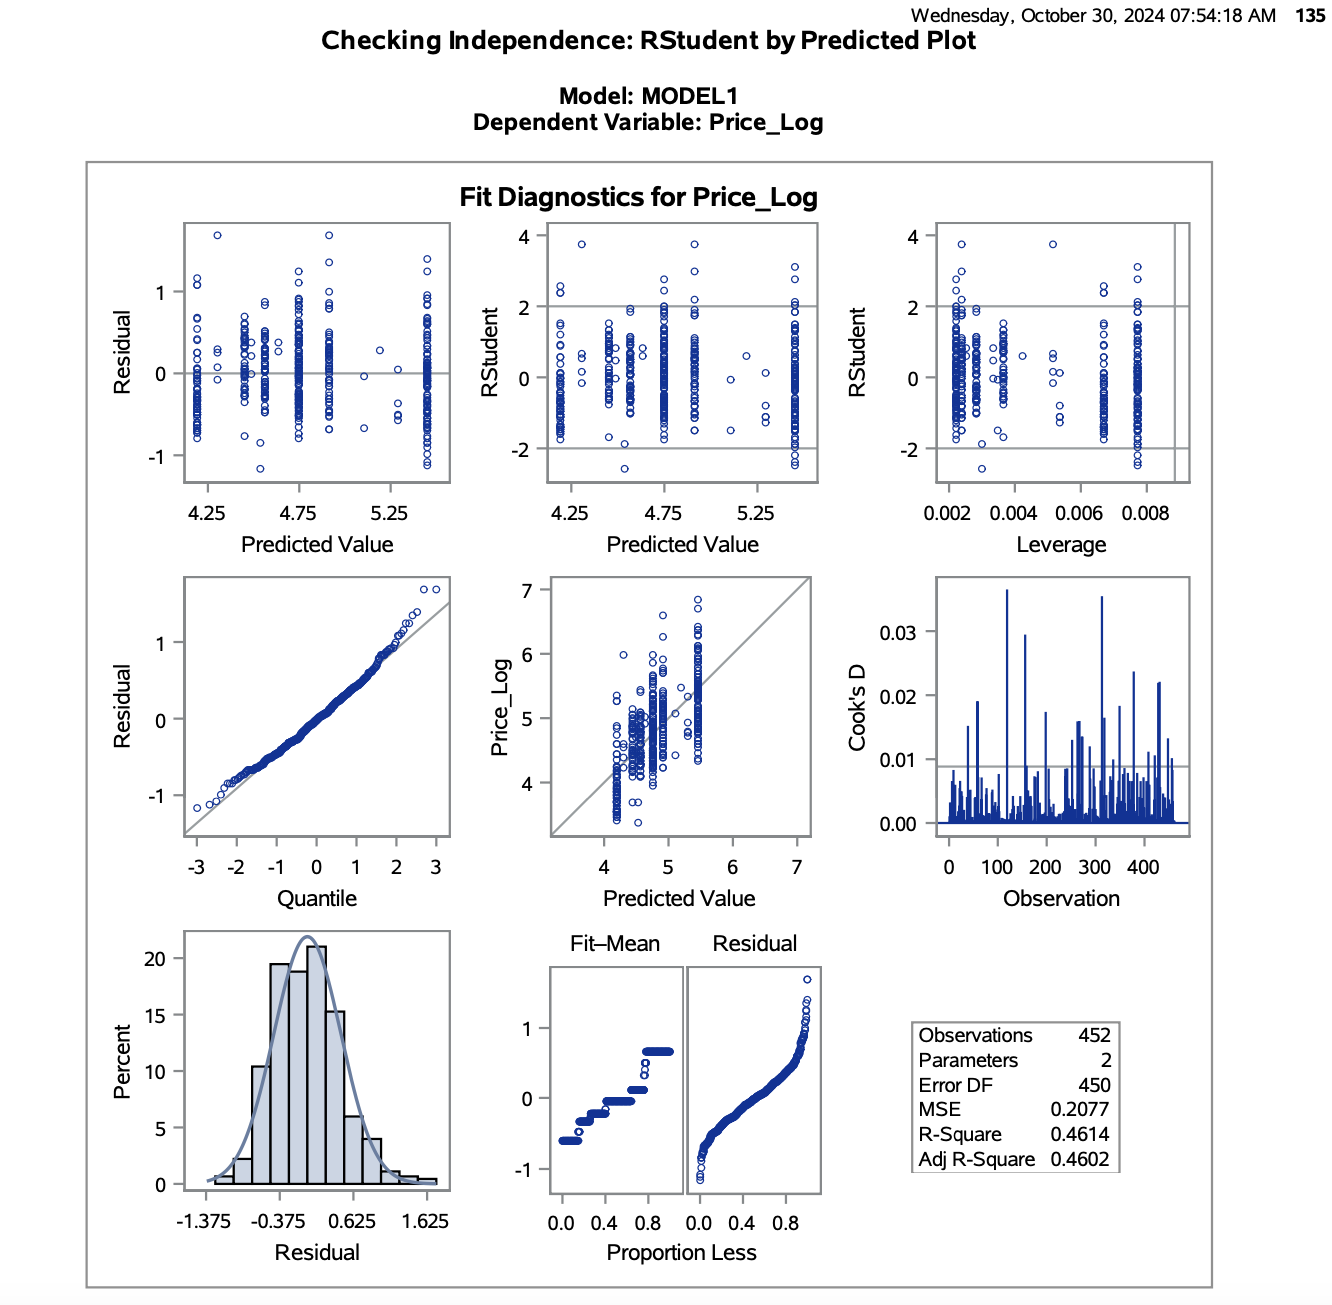 Wednesday, October 30, 2024 07:54:18 AM 135
Checking Independence: RStudent by Predicted Plot
Model: MODEL1
Dependent Variable: Price_Log
Fit Diagnostics for Price_Log
Residual
1
0
-1
4.25 4.75 5.25
Predicted Value
RStudent
4
2
0
-2
4.25 4.75 5.25
Predicted Value
RStudent
4
2
0
-2
0.002 0.004 0.006 0.008
Leverage
Residual
1
0
-1
-3 -2 -1 0 1 2 3
Quantile
Price_Log
7
6
5
4
4 5 6 7
Predicted Value
Cook's D
0.03
0.02
0.01
0.00
0 100 200 300 400
Observation
Percent
20
15
10
5
0
-1.375 -0.375 0.625 1.625
Residual
Fit–Mean Residual
1
0
-1
0.0 0.4 0.8 0.0 0.4 0.8
Proportion Less
Observations 452
Parameters 2
Error DF 450
MSE 0.2077
R-Square 0.4614
Adj R-Square 0.4602